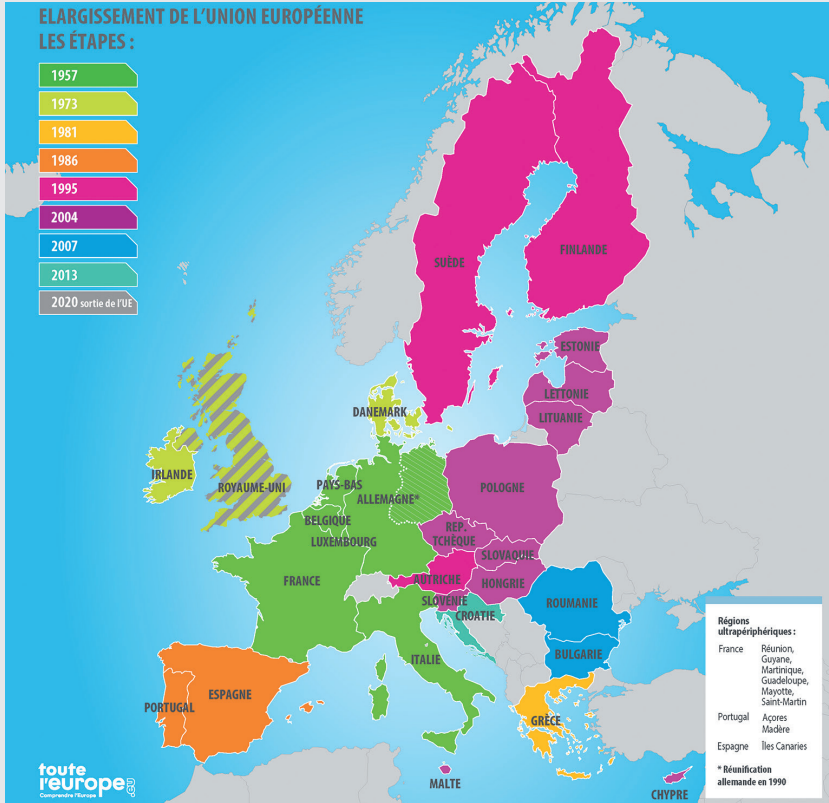 ELARGISSEMENT DE L'UNION EUROPÉENNE
LES ÉTAPES :
1957
1973
1981
1986
1995
2004
2007
2013
2020 sortie de l'UE
SUÈDE
FINLANDE
ESTONIE
LETTONIE
LITUANIE
DANEMARK
IRLANDE
ROYAUME-UNI
PAYS-BAS
ALLEMAGNE*
POLOGNE
BELGIQUE
LUXEMBOURG
REP.
TCHÈQUE
SLOVAQUIE
FRANCE
AUTRICHE
HONGRIE
SLOVÉNIE
CROATIE
ROUMANIE
BULGARIE
ITALIE
PORTUGAL
ESPAGNE
GRÈCE
MALTE
CHYPRE
Régions
ultrapériphériques :
France Réunion,
Guyane,
Martinique,
Guadeloupe,
Mayotte,
Saint-Martin
Portugal Açores
Madère
Espagne Îles Canaries
* Réunification
allemande en 1990
toute
l'europe.eu
Comprendre l'Europe